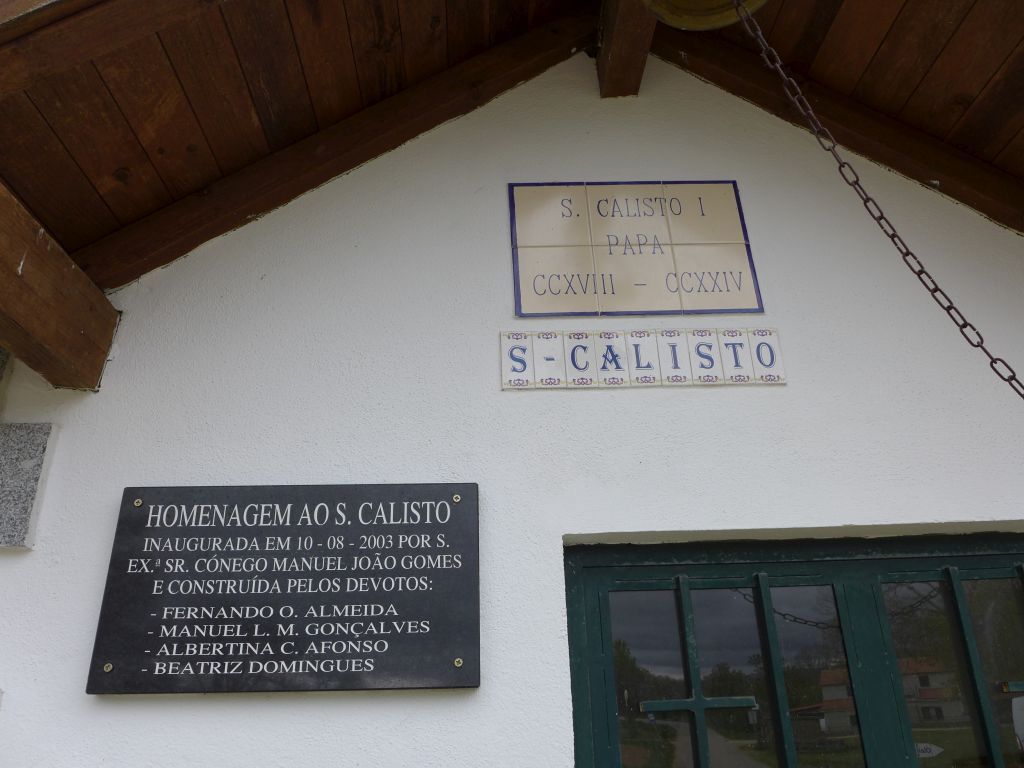 S. CALISTO I
PAPA
CCXVIII - CCXXIV
S-CALISTO
HOMENAGEM AO S. CALISTO
INAUGURADA EM 10 - 08 - 2003 POR S.
EX.ª SR. CÓNEGO MANUEL JOÃO GOMES
E CONSTRUÍDA PELOS DEVOTOS:
- FERNANDO O. ALMEIDA
- MANUEL L. M. GONÇALVES
- ALBERTINA C. AFONSO
- BEATRIZ DOMINGUES